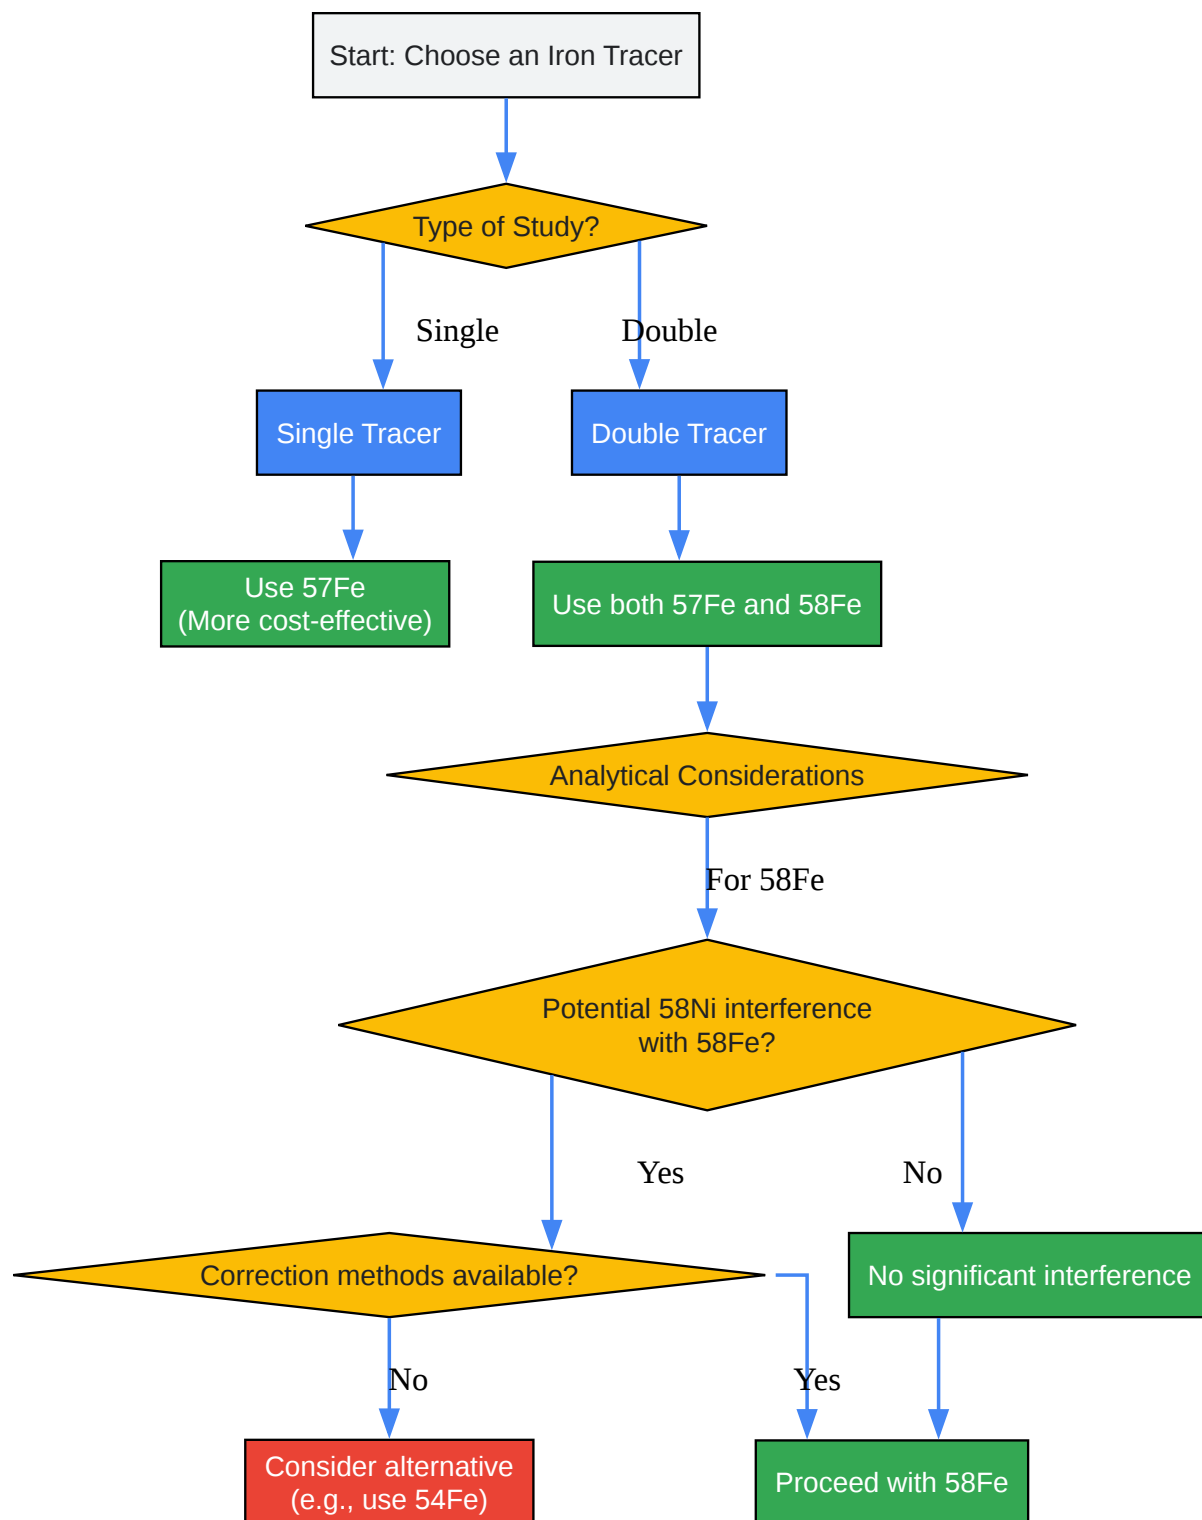 Start: Choose an Iron Tracer
Type of Study?
Single
Double
Single Tracer
Double Tracer
Use 57Fe
(More cost-effective)
Use both 57Fe and 58Fe
Analytical Considerations
For 58Fe
Potential 58Ni interference
with 58Fe?
Yes
No
Correction methods available?
No significant interference
No
Yes
Consider alternative
(e.g., use 54Fe)
Proceed with 58Fe